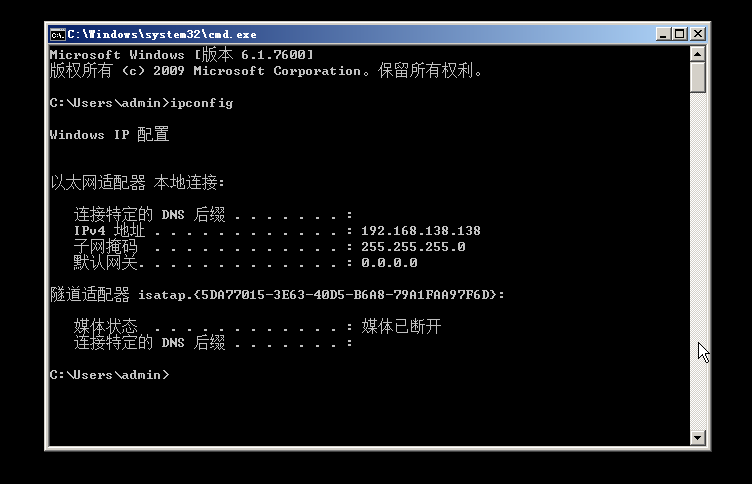 C:\Windows\system32\cmd.exe
Microsoft Windows [版本 6.1.7600]
版权所有 (c) 2009 Microsoft Corporation。保留所有权利。
C:\Users\admin>ipconfig
Windows IP 配置
以太网适配器 本地连接:
连接特定的 DNS 后缀 . . . . . . . :
IPv4 地址 . . . . . . . . . . . . : 192.168.138.138
子网掩码  . . . . . . . . . . . . : 255.255.255.0
默认网关. . . . . . . . . . . . . : 0.0.0.0
隧道适配器 isatap.{5DA77015-3E63-40D5-B6A8-79A1FAA97F6D}:
媒体状态  . . . . . . . . . . . . : 媒体已断开
连接特定的 DNS 后缀 . . . . . . . :
C:\Users\admin>